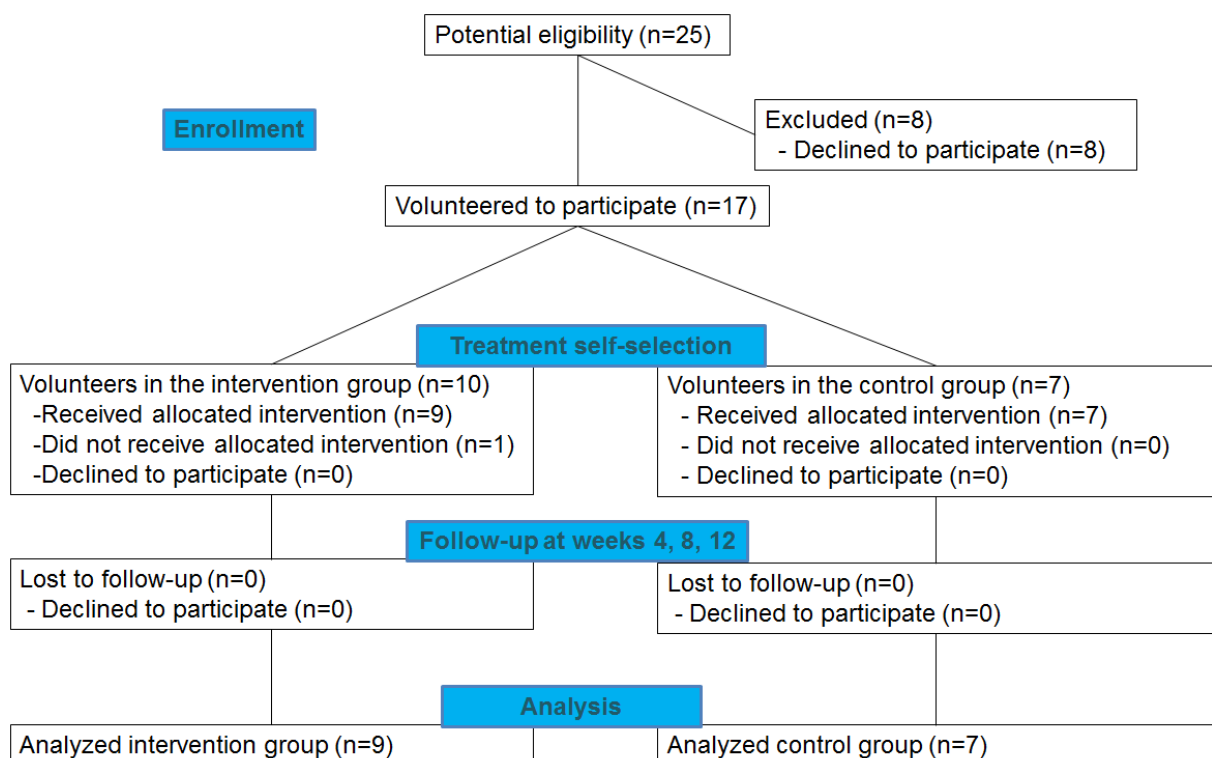 Potential eligibility (n=25)
Enrollment
Excluded (n=8)
- Declined to participate (n=8)
Volunteered to participate (n=17)
Treatment self-selection
Volunteers in the intervention group (n=10)
-Received allocated intervention (n=9)
-Did not receive allocated intervention (n=1)
-Declined to participate (n=0)
Volunteers in the control group (n=7)
- Received allocated intervention (n=7)
- Did not receive allocated intervention (n=0)
- Declined to participate (n=0)
Follow-up at weeks 4, 8, 12
Lost to follow-up (n=0)
- Declined to participate (n=0)
Lost to follow-up (n=0)
- Declined to participate (n=0)
Analysis
Analyzed intervention group (n=9)
Analyzed control group (n=7)